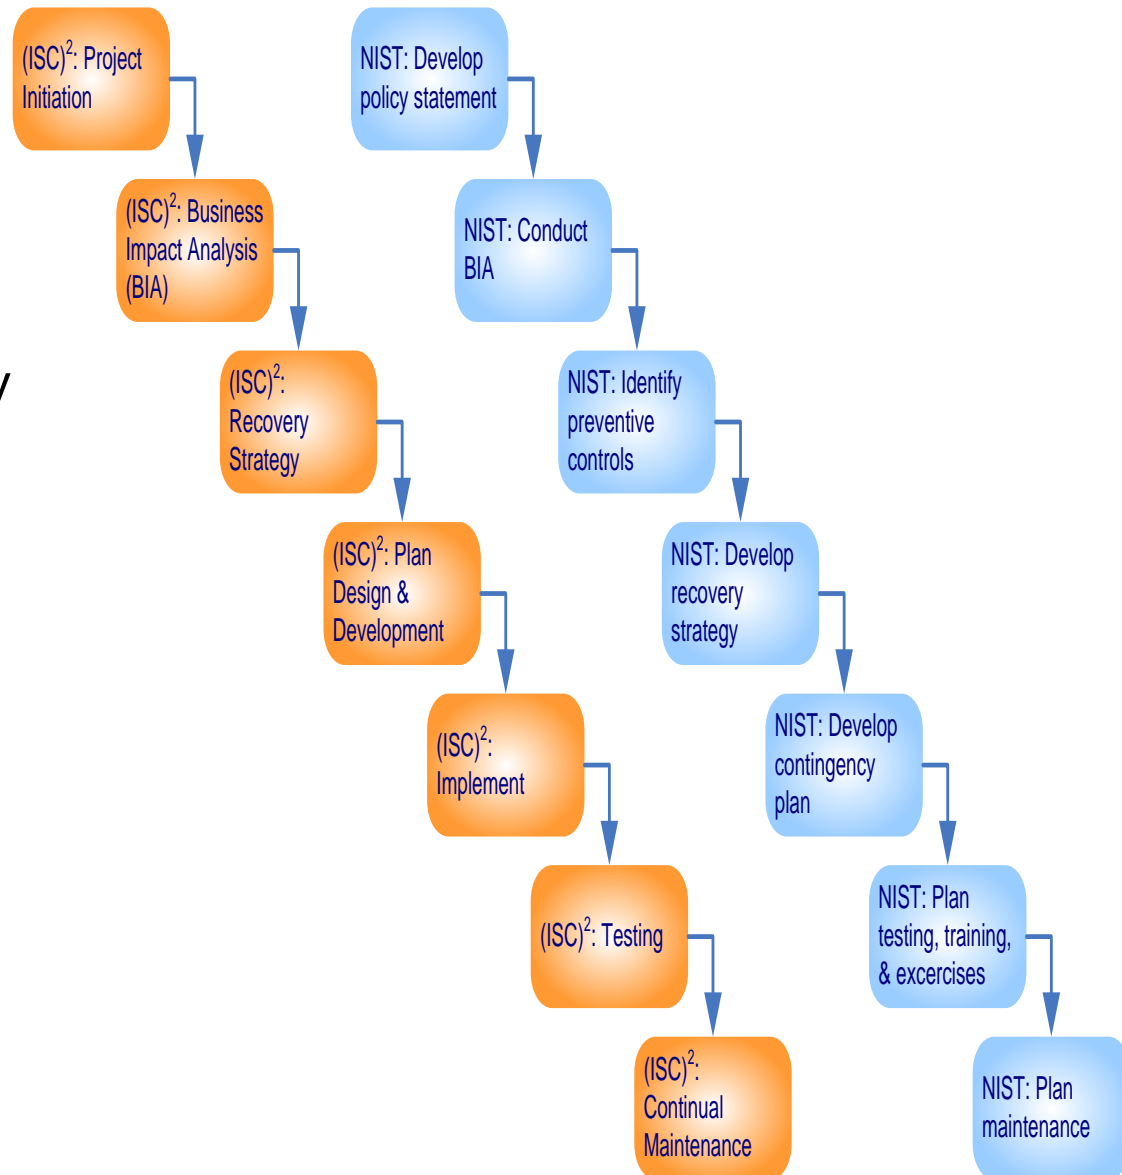 (ISC)²: Project
Initiation
(ISC)²: Business
Impact Analysis
(BIA)
(ISC)²:
Recovery
Strategy
(ISC)²: Plan
Design &
Development
(ISC)²:
Implement
(ISC)²: Testing
(ISC)²:
Continual
Maintenance
NIST: Develop
policy statement
NIST: Conduct
BIA
NIST: Identify
preventive
controls
NIST: Develop
recovery
strategy
NIST: Develop
contingency
plan
NIST: Plan
testing, training,
& excercises
NIST: Plan
maintenance